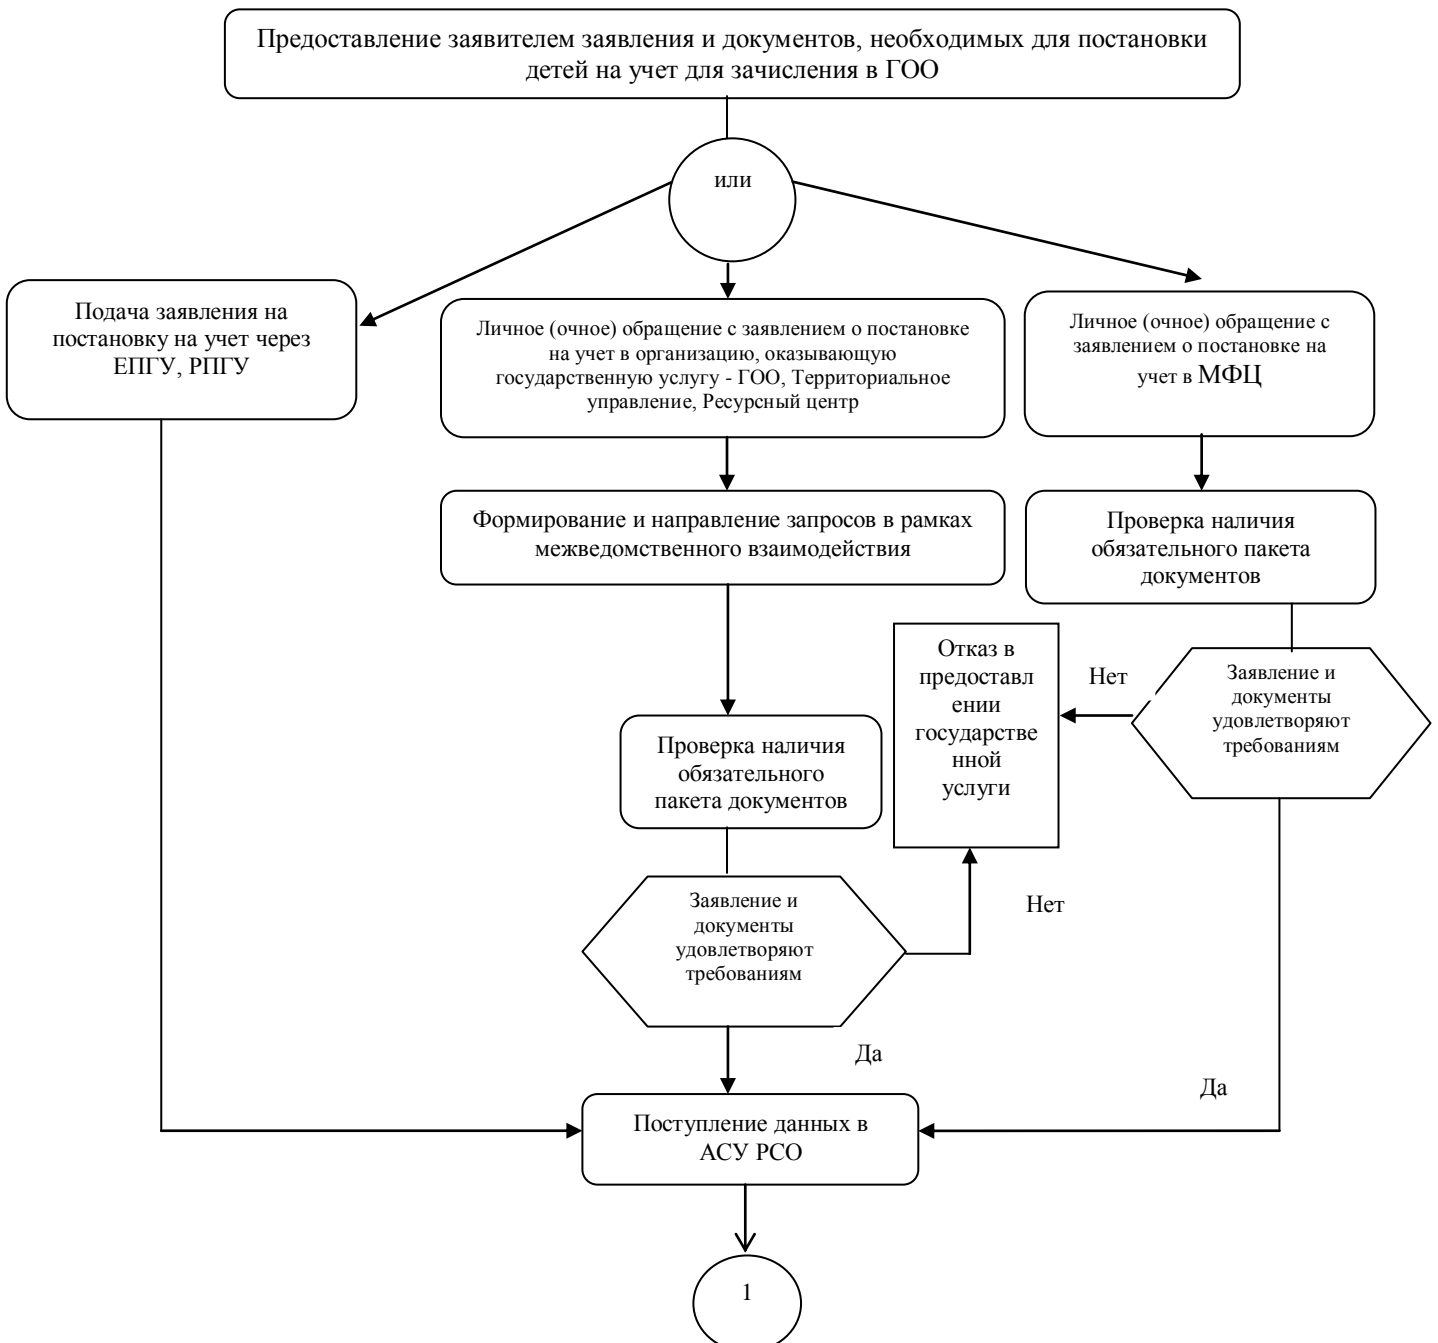 Предоставление заявителем заявления и документов, необходимых для постановки
детей на учет для зачисления в ГОО
или
Подача заявления на
постановку на учет через
ЕПГУ, РПГУ
Личное (очное) обращение с заявлением о постановке
на учет в организацию, оказывающую
государственную услугу - ГОО, Территориальное
управление, Ресурсный центр
Личное (очное) обращение с
заявлением о постановке на
учет в МФЦ
Формирование и направление запросов в рамках
межведомственного взаимодействия
Проверка наличия
обязательного пакета
документов
Отказ в
предоставл
ении
государстве
нной
услуги
Нет
Заявление и
документы
удовлетворяют
требованиям
Проверка наличия
обязательного
пакета документов
Заявление и
документы
удовлетворяют
требованиям
Нет
Да
Да
Поступление данных в
АСУ РСО
1